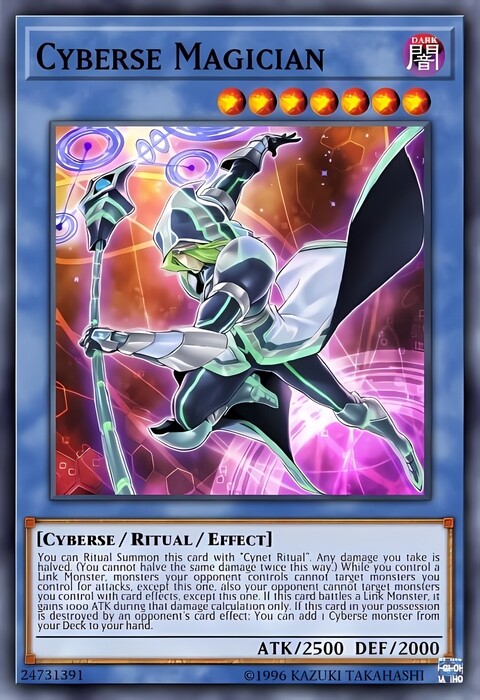 Cyberse Magician
DARK
闇
[Cyberse / Ritual / Effect]
You can Ritual Summon this card with "Cynet Ritual". Any damage you take is
halved. (You cannot halve the same damage twice this way.) While you control a
Link Monster, monsters your opponent controls cannot target monsters you
control for attacks, except this one, also your opponent cannot target monsters
you control with card effects, except this one. If this card battles a Link Monster, it
gains 1000 ATK during that damage calculation only. If this card in your possession
is destroyed by an opponent's card effect: You can add 1 Cyberse monster from
your Deck to your hand.
ATK/2500 DEF/2000
24731391
©1996 KAZUKI TAKAHASHI